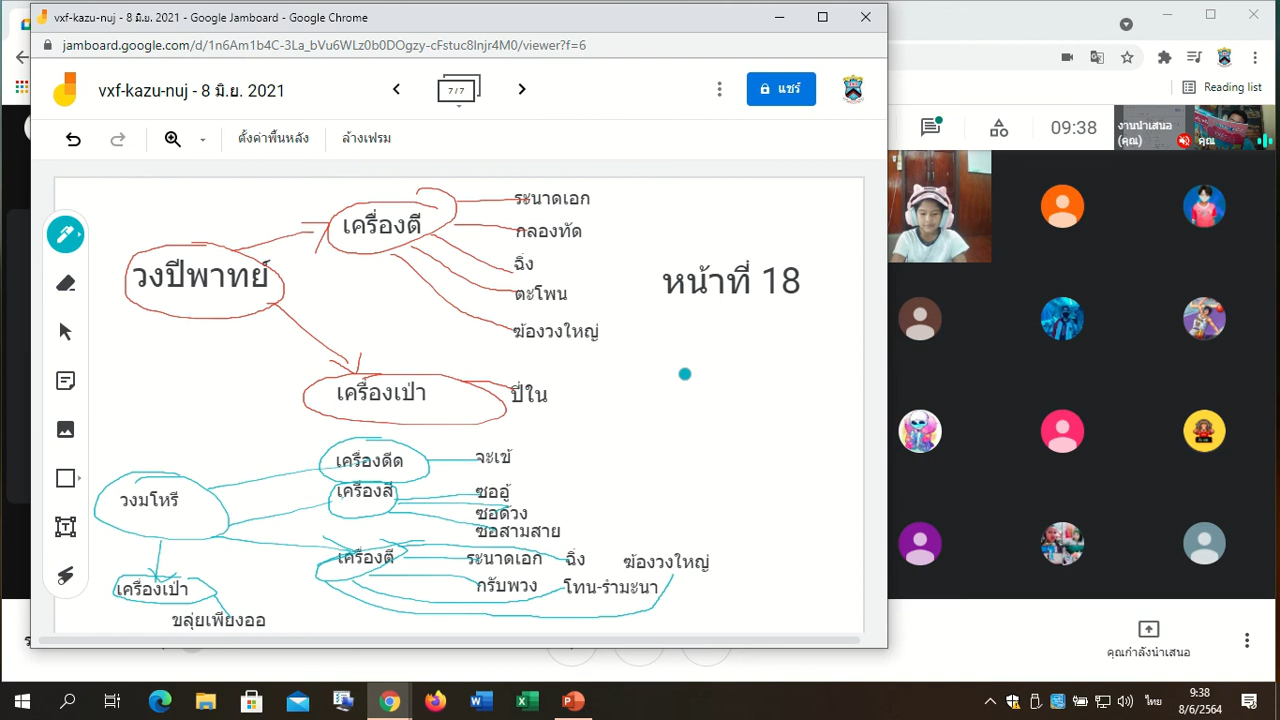 vxf-kazu-nuj - 8 มิ.ย. 2021 - Google Jamboard - Google Chrome
jamboard.google.com/d/1n6Am1b4C-3La_bVu6WLz0b0DOgzy-cFstuc8lnjr4M0/viewer?f=6
Reading list
vxf-kazu-nuj - 8 มิ.ย. 2021
7/7
แชร์
09:38
งานนำเสนอ
(คุณ)
คุณ
ตั้งค่าพื้นหลัง
ล้างเฟรม
วงปีพาทย์
เครื่องตี
ระนาดเอก
กลองทัด
ฉิ่ง
ตะโพน
ฆ้องวงใหญ่
หน้าที่ 18
เครื่องเป่า
ปี่ใน
วงมโหรี
เครื่องดีด
จะเข้
เครื่องสี
ซออู้
ซอด้วง
ซอสามสาย
เครื่องตี
ระนาดเอก
ฉิ่ง
ฆ้องวงใหญ่
กรับพวง
โทน-รำมะนา
เครื่องเป่า
ขลุ่ยเพียงออ
คุณกำลังนำเสนอ
ไทย
9:38
8/6/2564